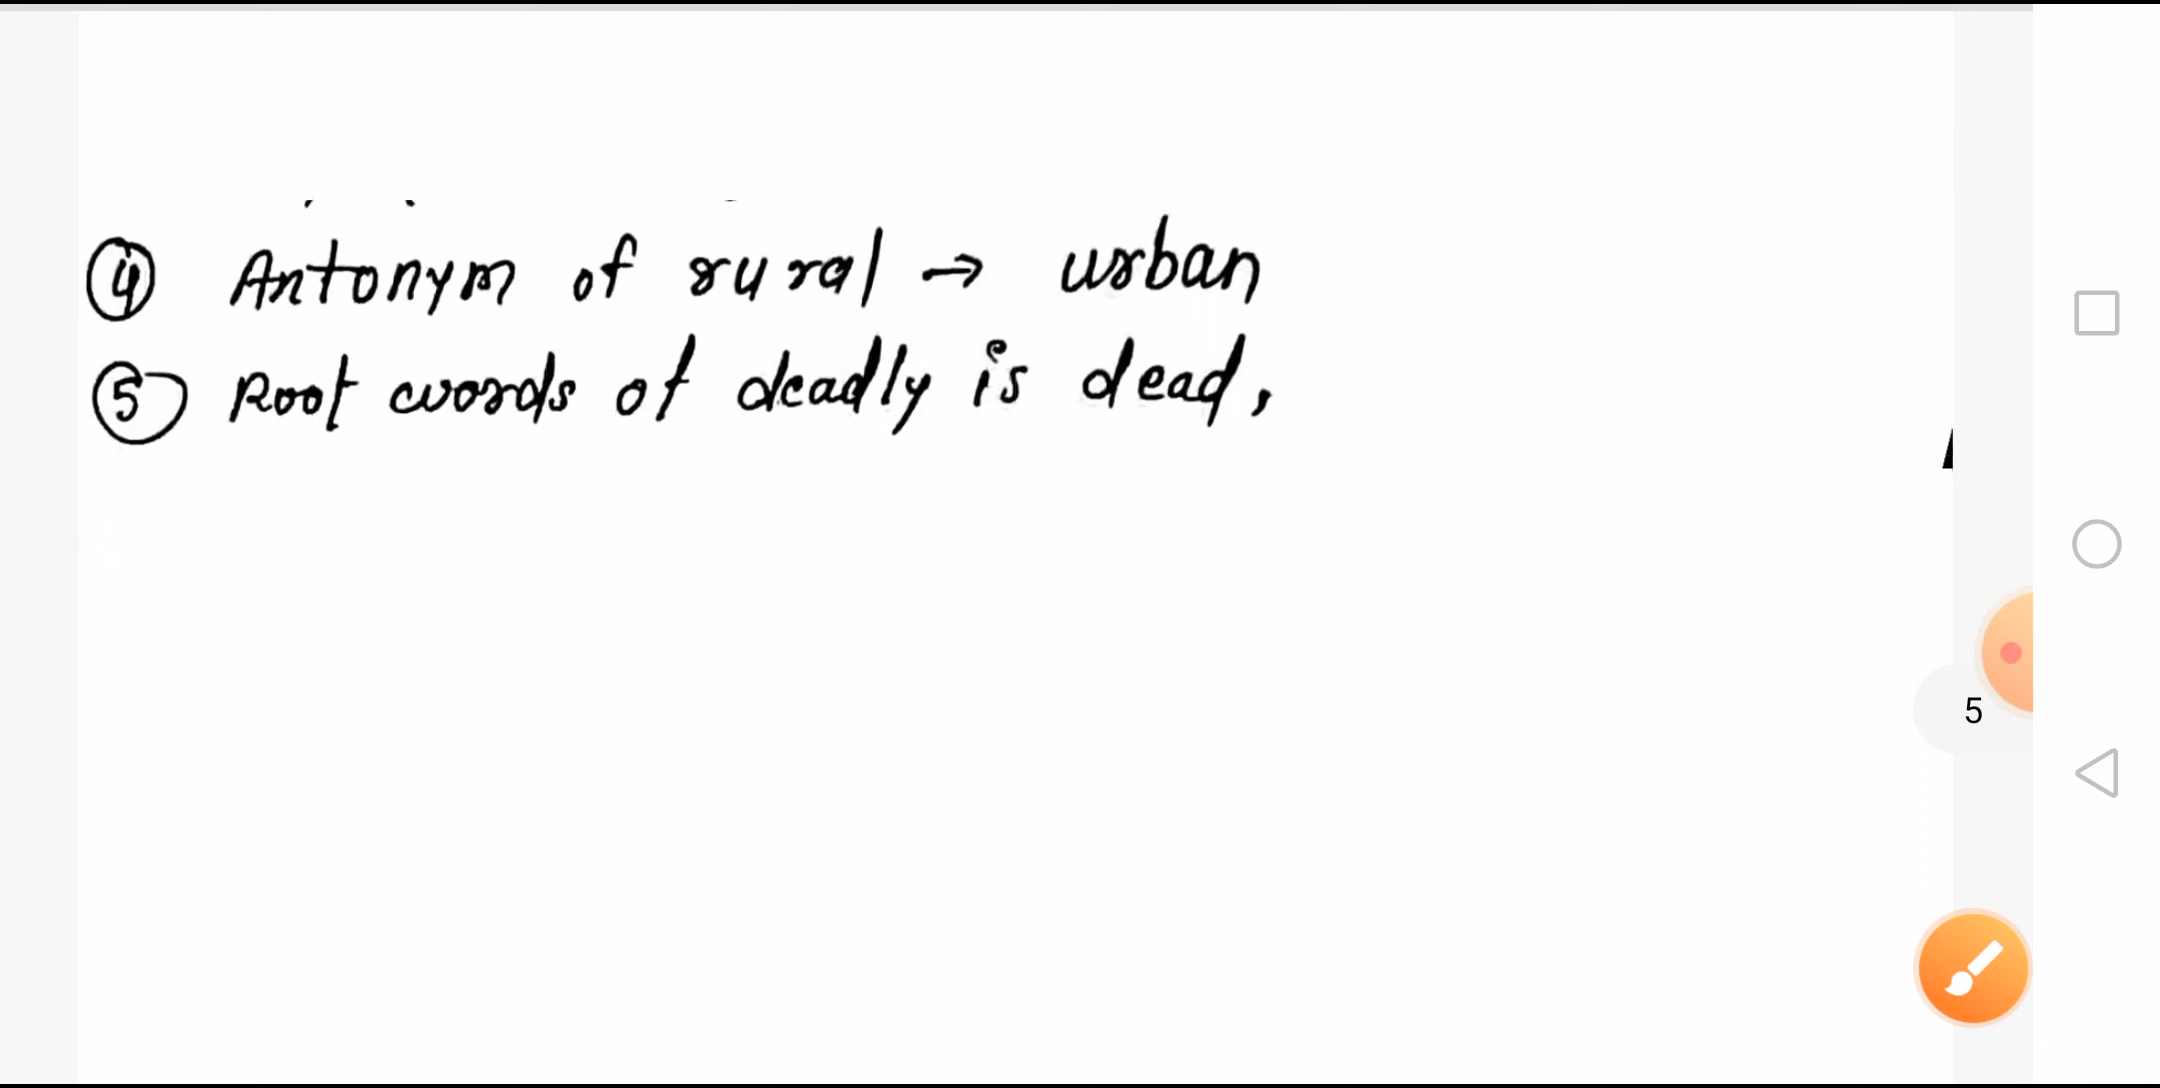 ④ Antonym of rural → urban
⑤ Root words of deadly is dead,
5